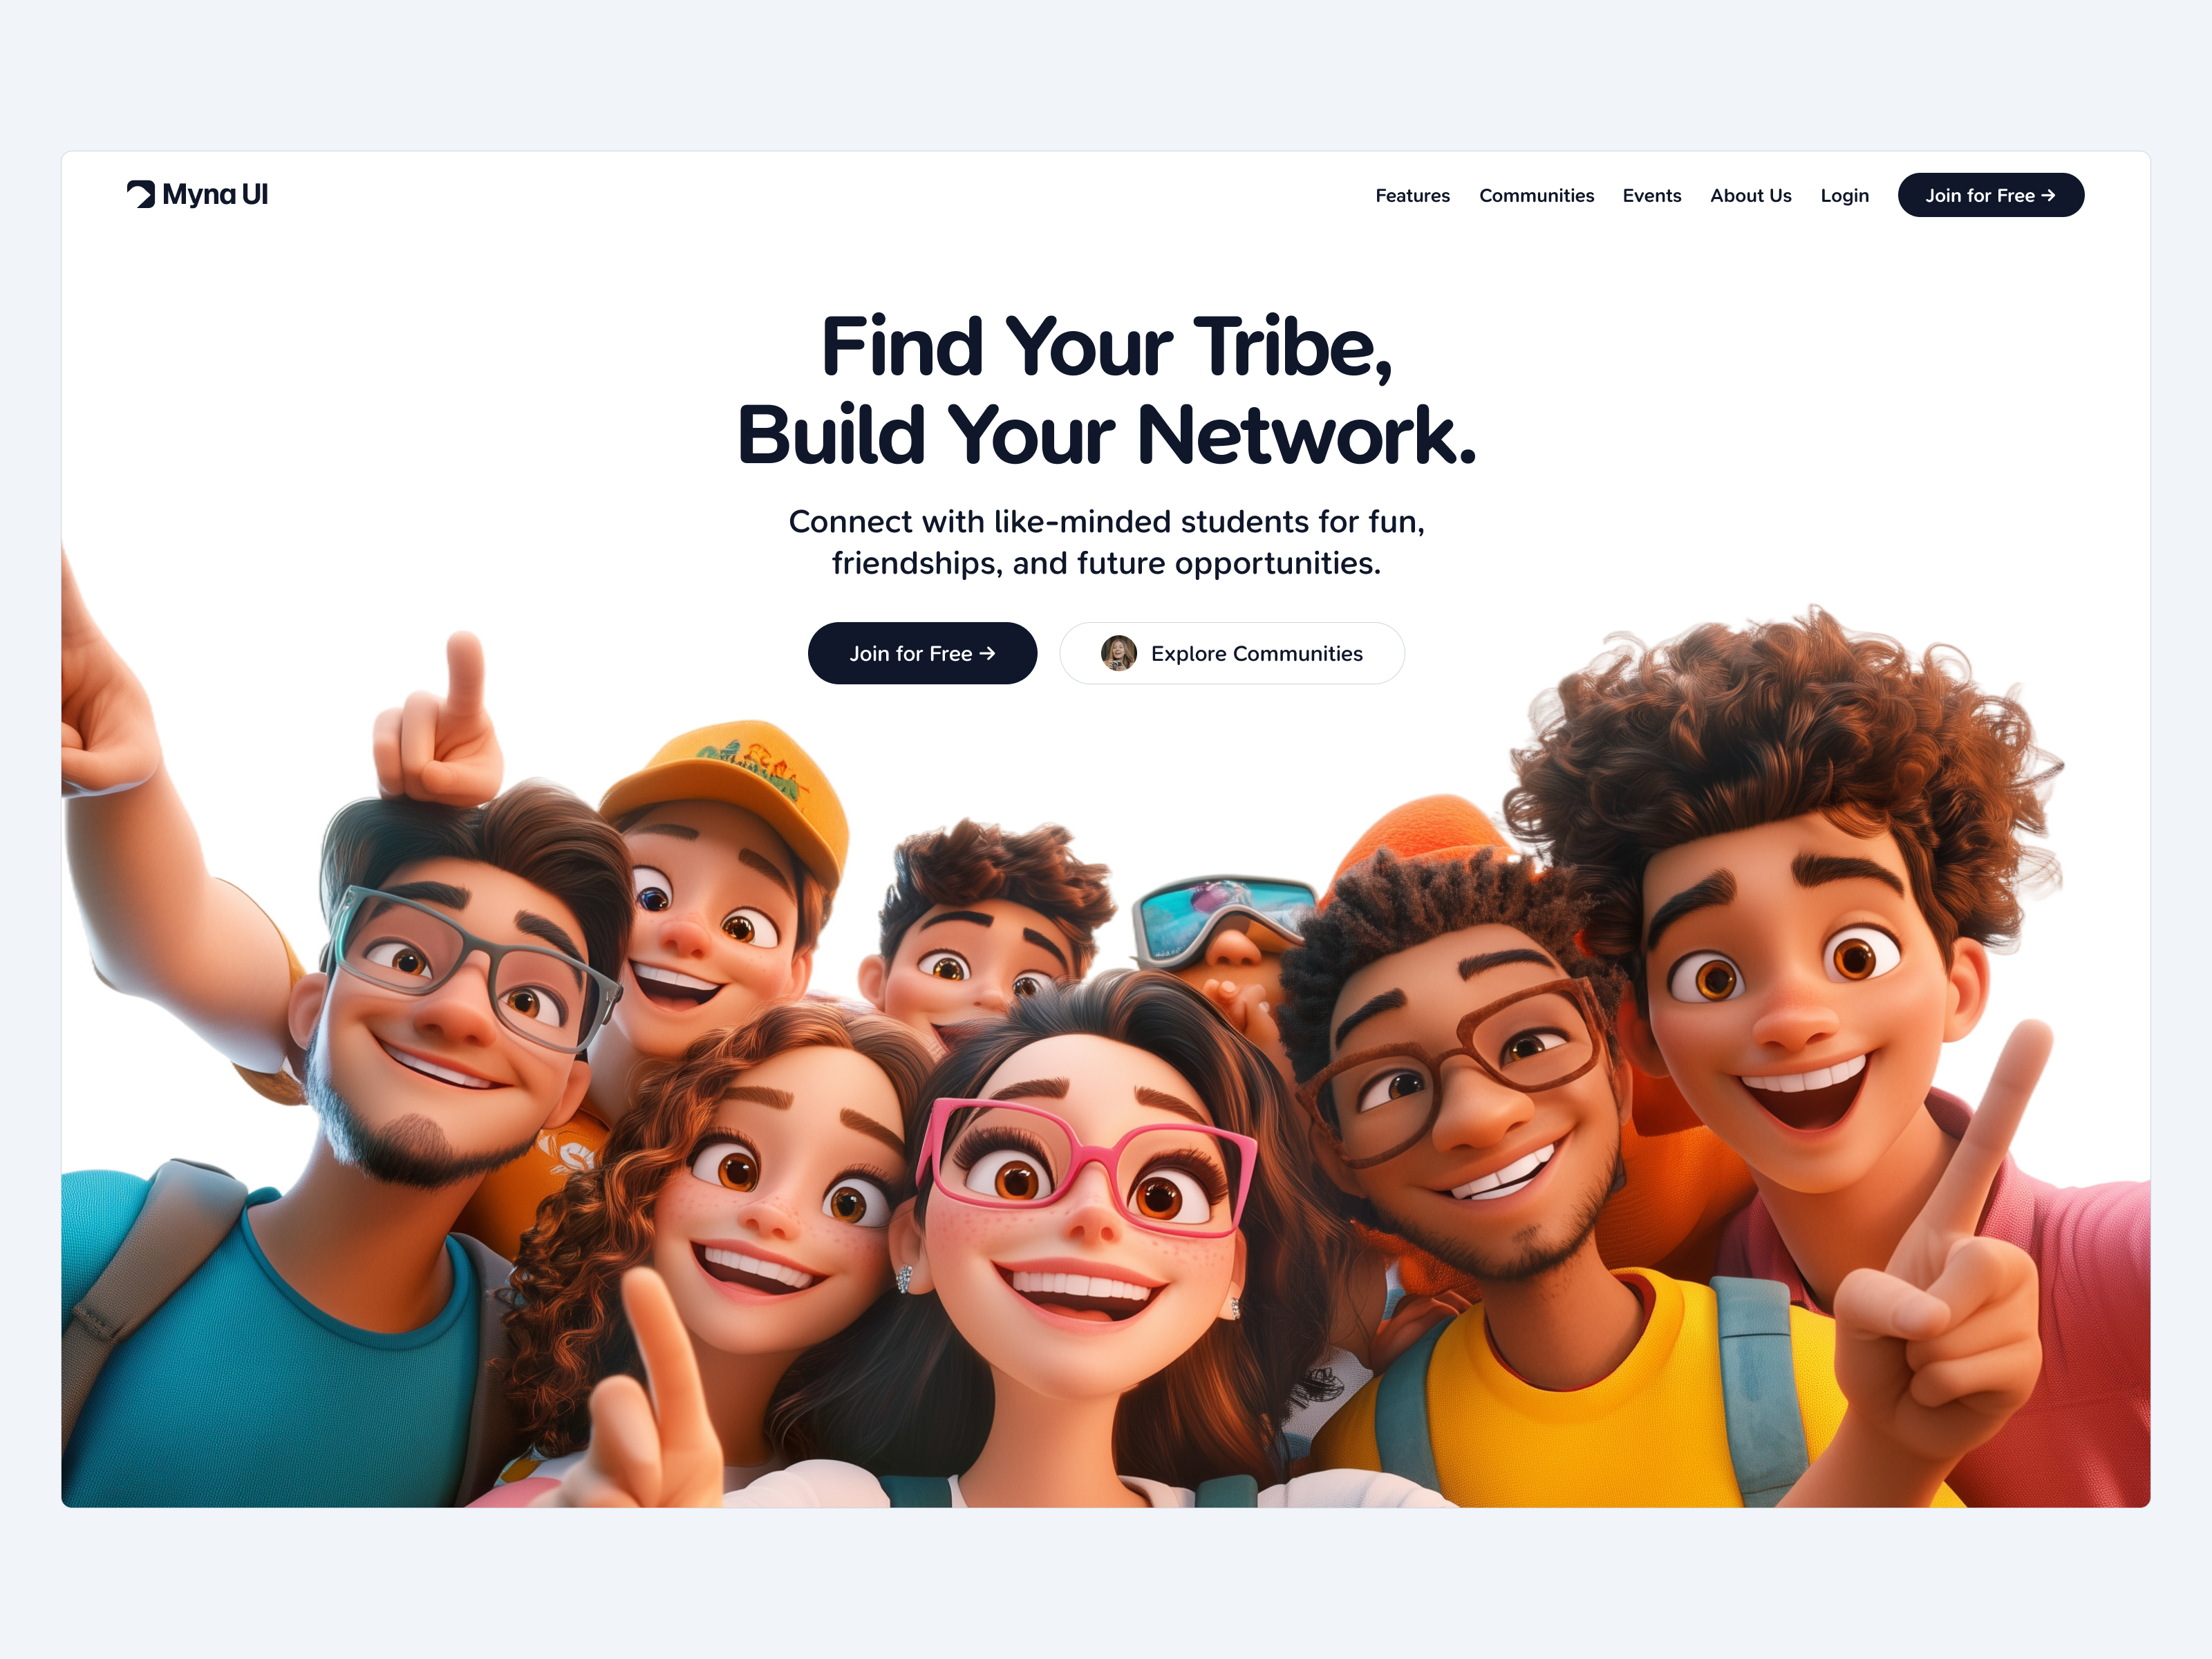 Myna UI
Features Communities Events About Us Login Join for Free →
Find Your Tribe,
Build Your Network.
Connect with like-minded students for fun,
friendships, and future opportunities.
Join for Free → Explore Communities